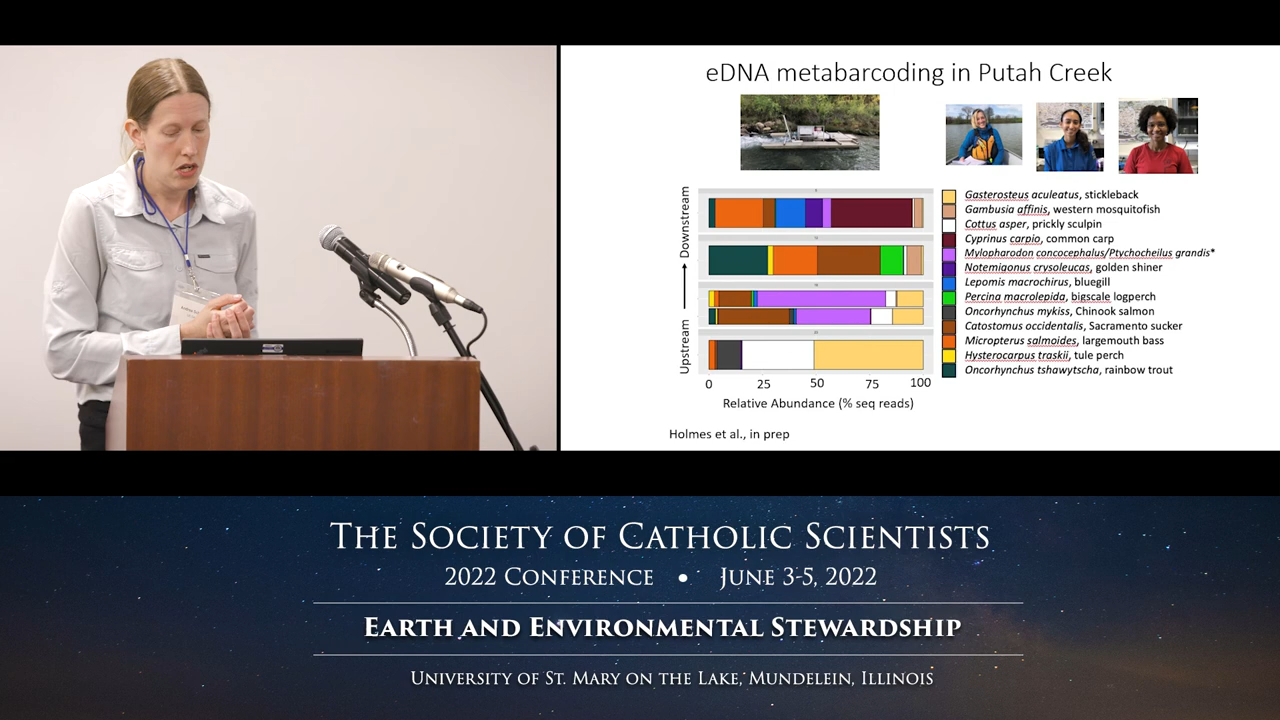 eDNA metabarcoding in Putah Creek
Downstream
Upstream
Gasterosteus aculeatus, stickleback
Gambusia affinis, western mosquitofish
Cottus asper, prickly sculpin
Cyprinus carpio, common carp
Mylopharodon concocephalus/Ptychocheilus grandis*
Notemigonus crysoleucas, golden shiner
Lepomis macrochirus, bluegill
Percina macrolepida, bigscale logperch
Oncorhynchus mykiss, Chinook salmon
Catostomus occidentalis, Sacramento sucker
Micropterus salmoides, largemouth bass
Hysterocarpus traskii, tule perch
Oncorhynchus tshawytscha, rainbow trout
0 25 50 75 100
Relative Abundance (% seq reads)
Holmes et al., in prep
The Society of Catholic Scientists
2022 Conference • June 3-5, 2022
Earth and Environmental Stewardship
University of St. Mary on the Lake, Mundelein, Illinois